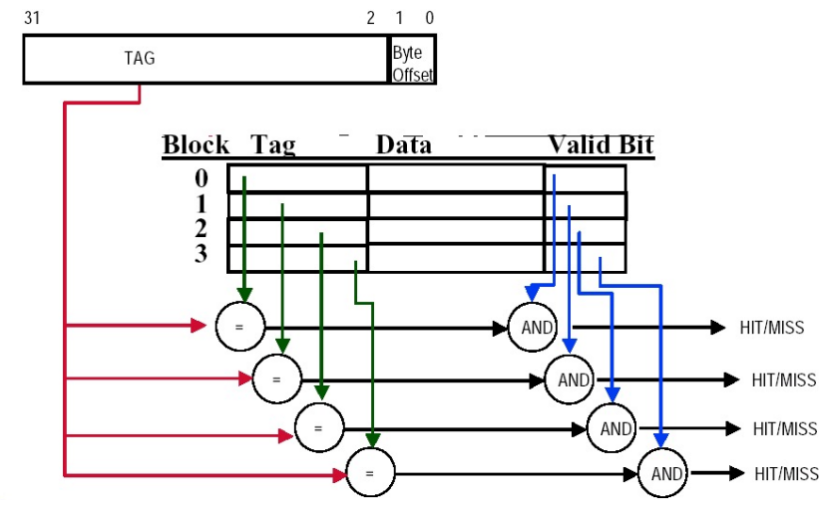 31 2 1 0
TAG Byte
Offset
Block Tag Data Valid Bit
0
1
2
3
= AND HIT/MISS
= AND HIT/MISS
= AND HIT/MISS
= AND HIT/MISS